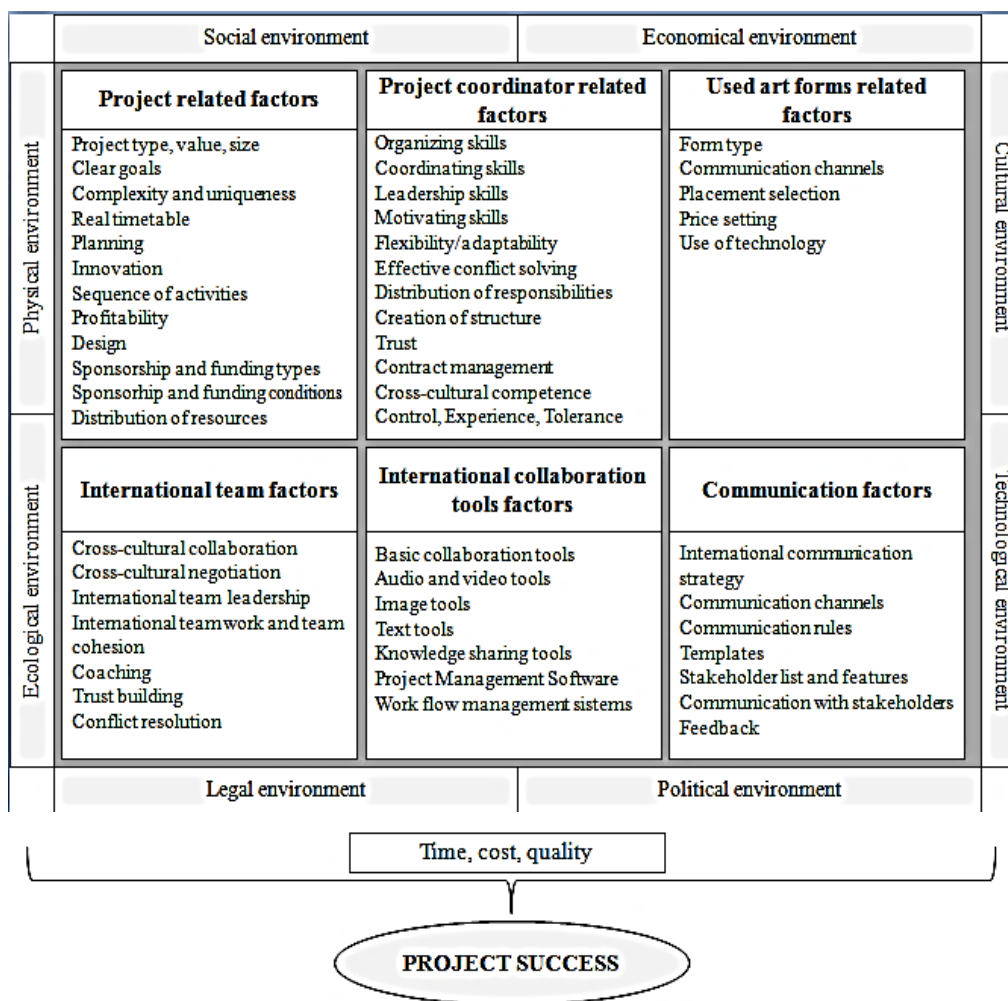 Social environment
Economical environment
Physical environment
Ecological environment
Project related factors
Project type, value, size
Clear goals
Complexity and uniqueness
Real timetable
Planning
Innovation
Sequence of activities
Profitability
Design
Sponsorship and funding types
Sponsorhip and funding conditions
Distribution of resources
Project coordinator related
factors
Organizing skills
Coordinating skills
Leadership skills
Motivating skills
Flexibility/adaptability
Effective conflict solving
Distribution of responsibilities
Creation of structure
Trust
Contract management
Cross-cultural competence
Control, Experience, Tolerance
Used art forms related
factors
Form type
Communication channels
Placement selection
Price setting
Use of technology
Cultural environment
Technological environment
International team factors
Cross-cultural collaboration
Cross-cultural negotiation
International team leadership
International teamwork and team
cohesion
Coaching
Trust building
Conflict resolution
International collaboration
tools factors
Basic collaboration tools
Audio and video tools
Image tools
Text tools
Knowledge sharing tools
Project Management Software
Work flow management sistems
Communication factors
International communication
strategy
Communication channels
Communication rules
Templates
Stakeholder list and features
Communication with stakeholders
Feedback
Legal environment
Political environment
Time, cost, quality
PROJECT SUCCESS